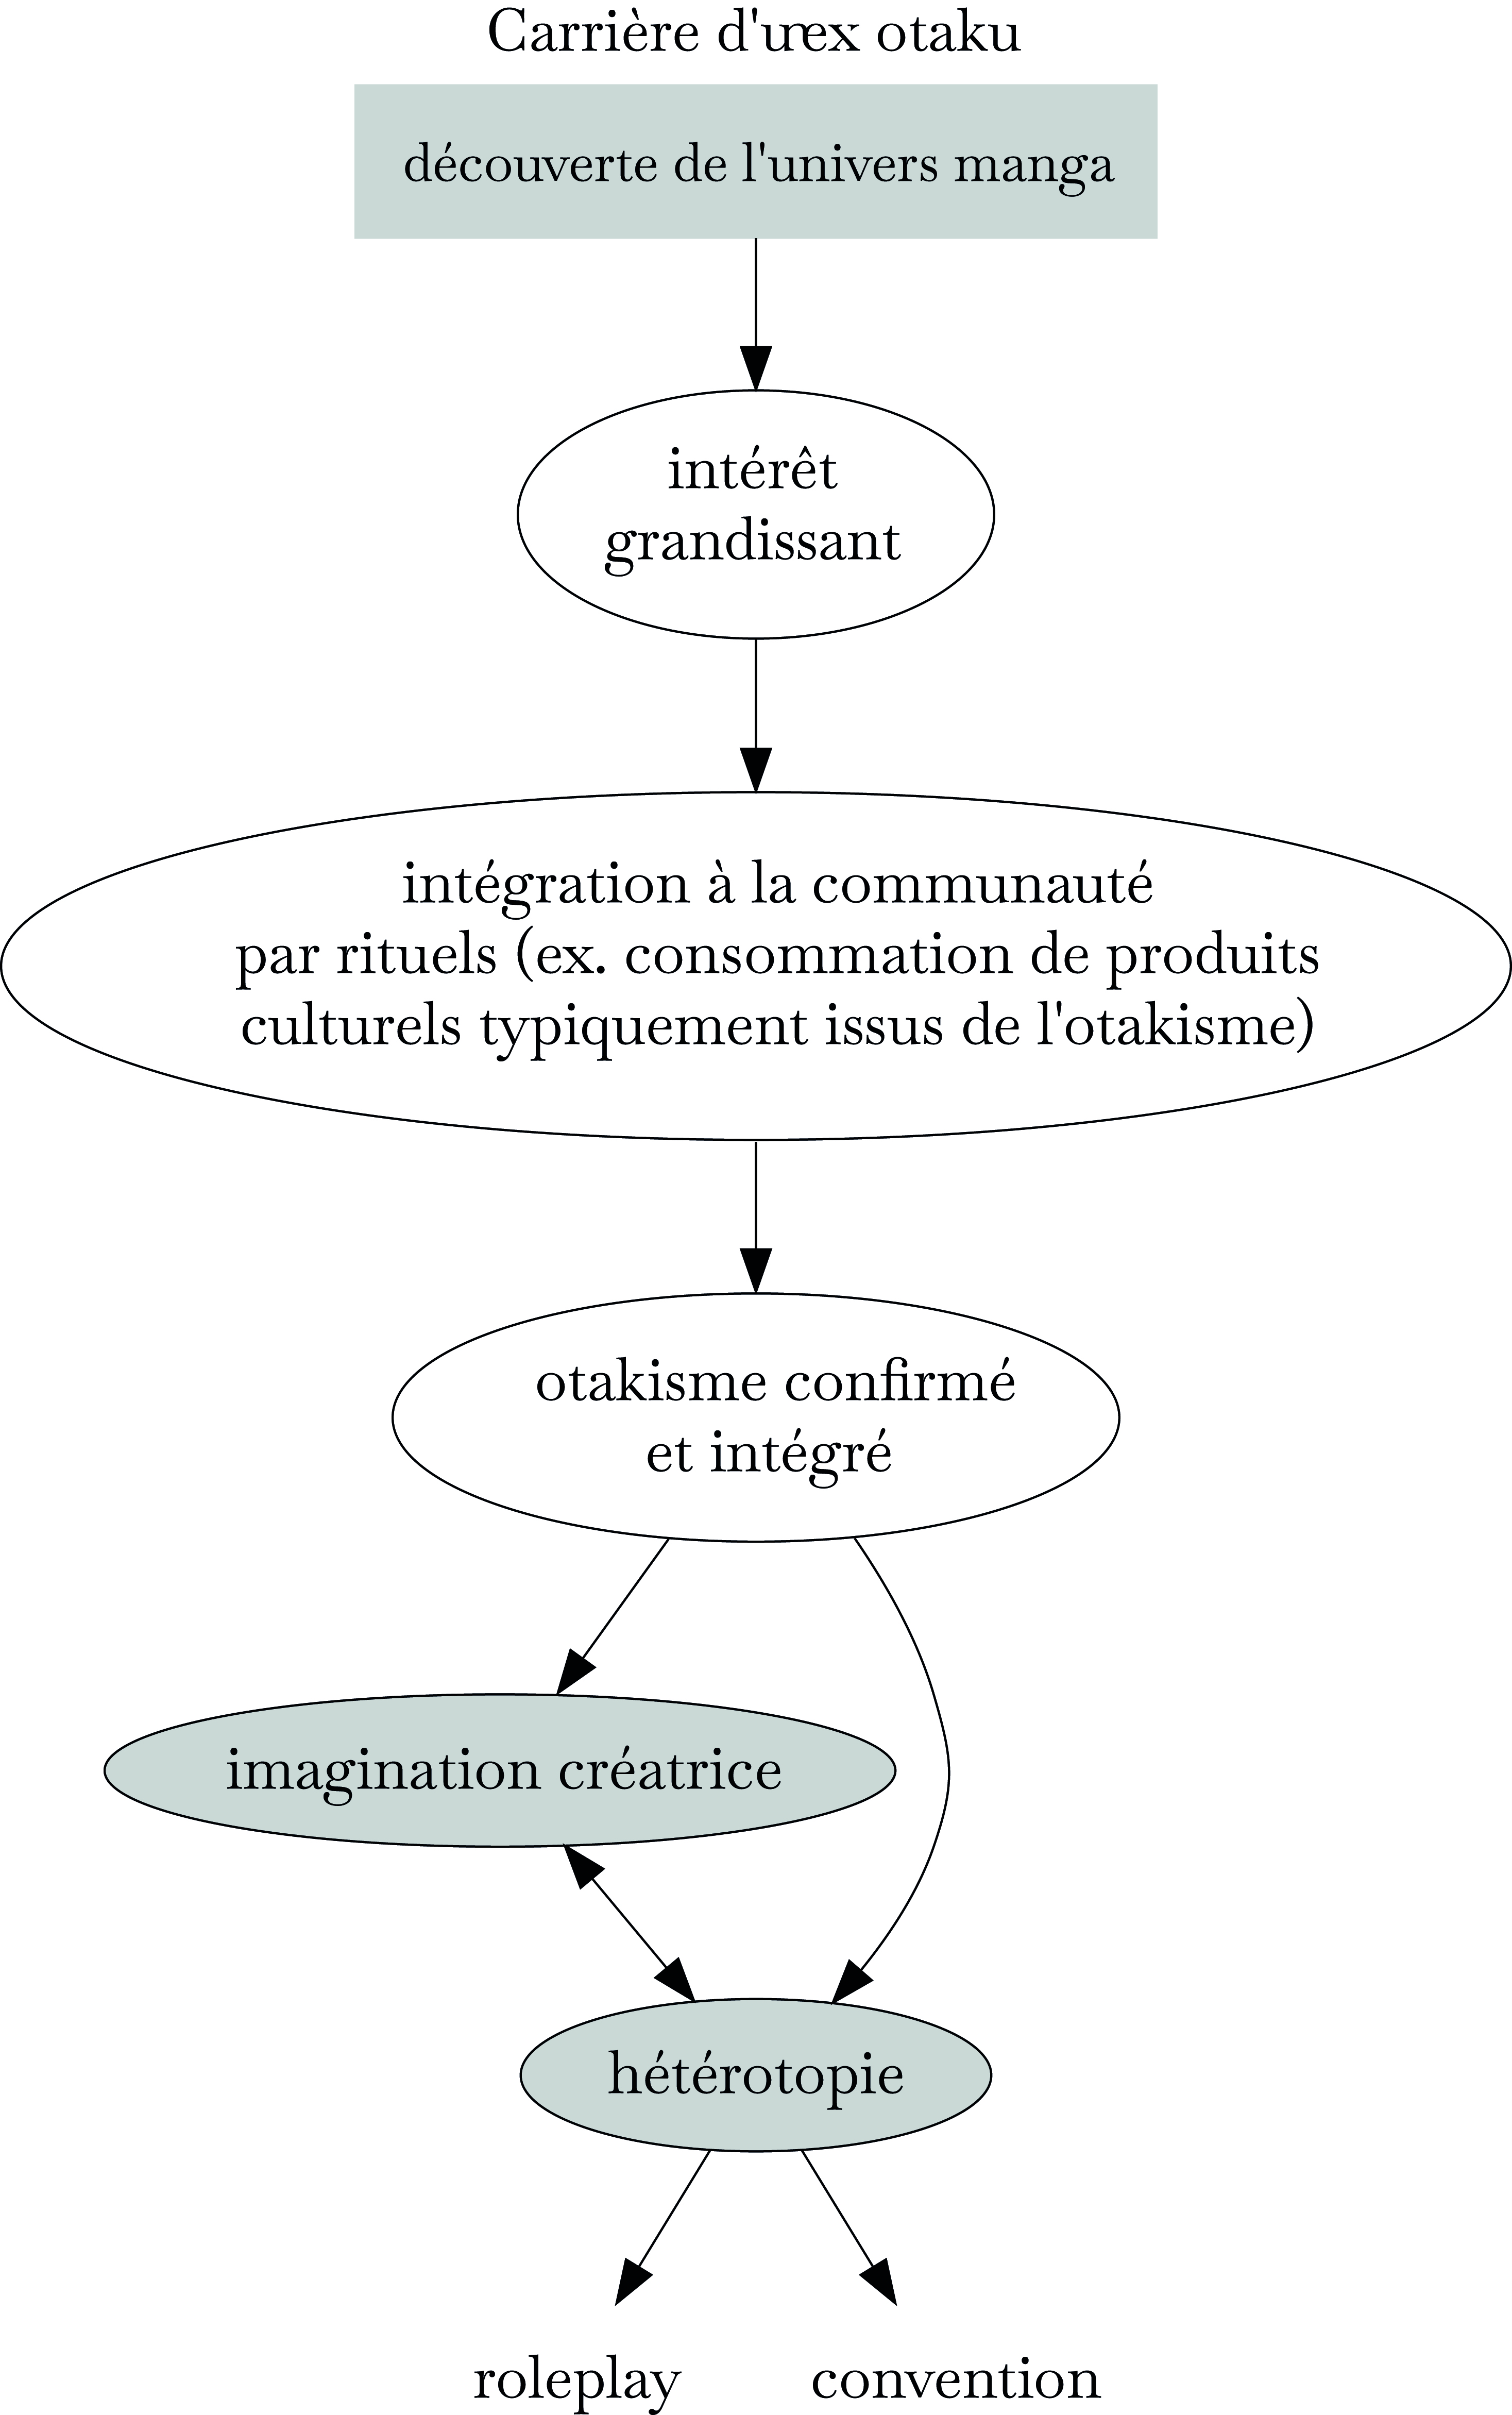 Carrière d'unex otaku
découverte de l'univers manga
intérêt
grandissant
intégration à la communauté
par rituels (ex. consommation de produits
culturels typiquement issus de l'otakisme)
otakisme confirmé
et intégré
imagination créatrice
hétérotopie
roleplay
convention